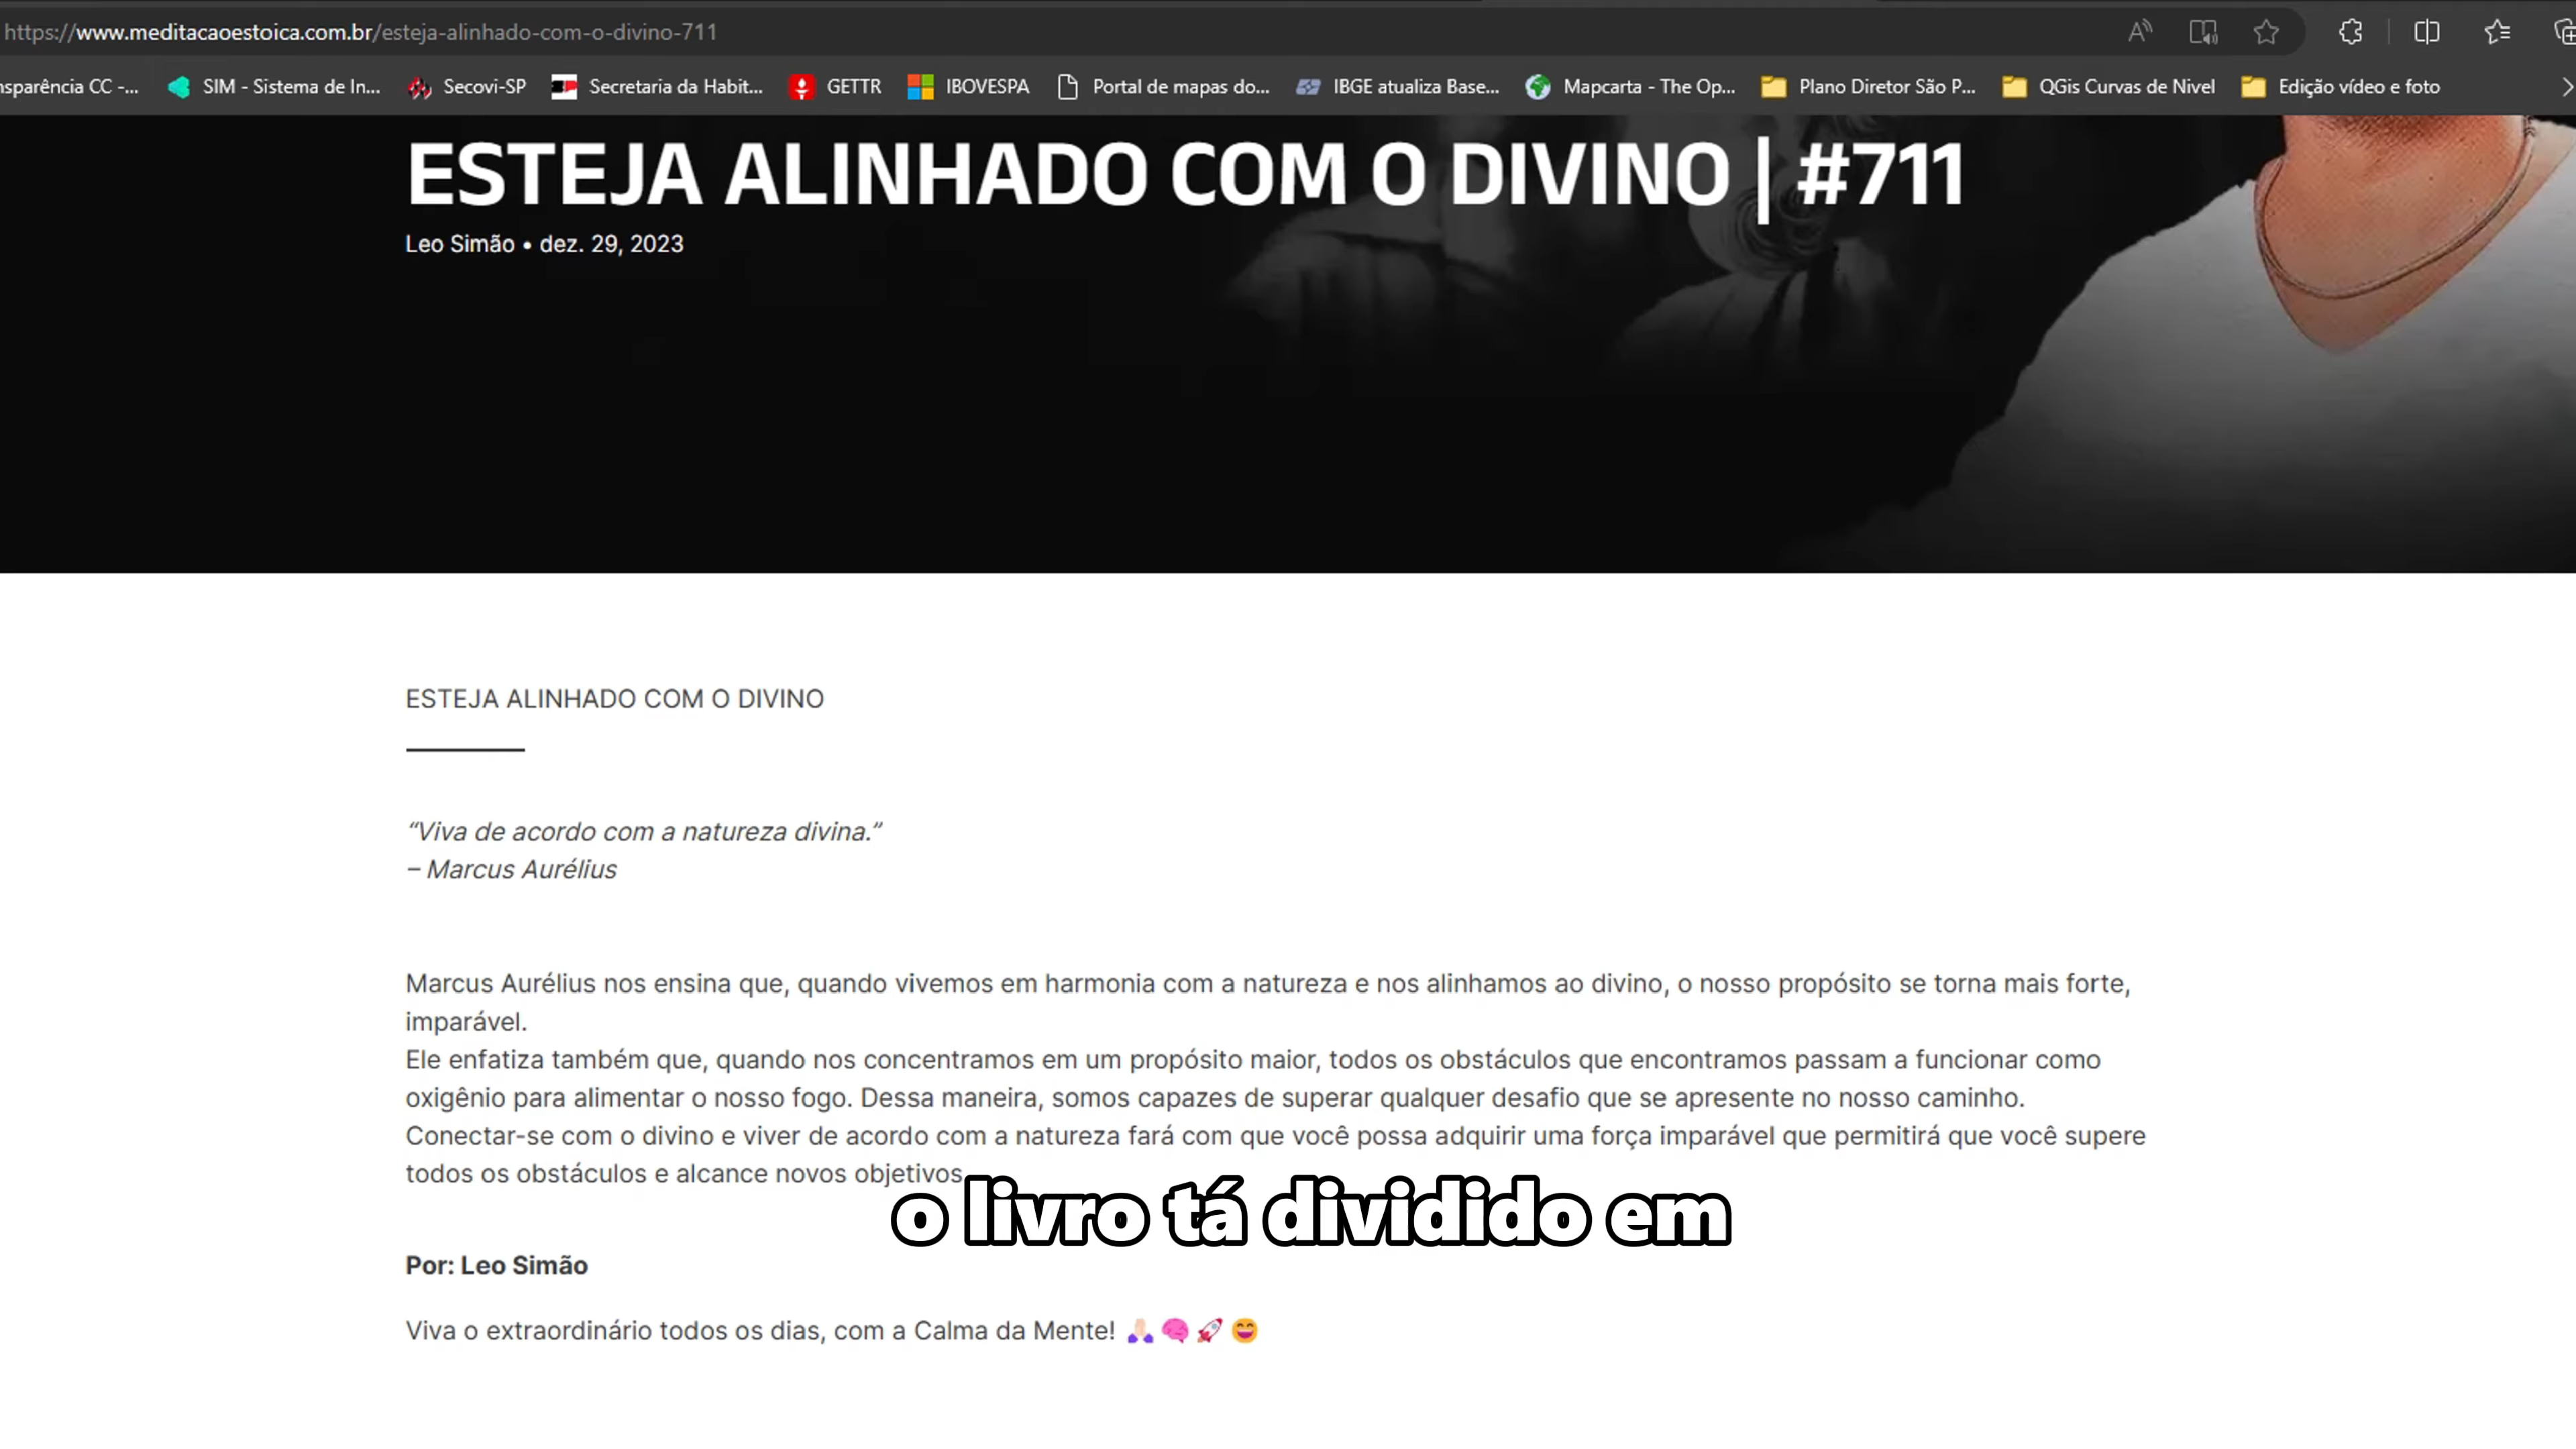 https://www.meditacaoestoica.com.br/esteja-alinhado-com-o-divino-711
nsparência CC -... SIM - Sistema de In... Secovi-SP Secretaria da Habit... GETTR IBOVESPA Portal de mapas do... IBGE atualiza Base... Mapcarta - The Op... Plano Diretor São P... QGis Curvas de Nivel Edição vídeo e foto
ESTEJA ALINHADO COM O DIVINO | #711
Leo Simão • dez. 29, 2023
ESTEJA ALINHADO COM O DIVINO
“Viva de acordo com a natureza divina.”
– Marcus Aurélius
Marcus Aurélius nos ensina que, quando vivemos em harmonia com a natureza e nos alinhamos ao divino, o nosso propósito se torna mais forte,
imparável.
Ele enfatiza também que, quando nos concentramos em um propósito maior, todos os obstáculos que encontramos passam a funcionar como
oxigênio para alimentar o nosso fogo. Dessa maneira, somos capazes de superar qualquer desafio que se apresente no nosso caminho.
Conectar-se com o divino e viver de acordo com a natureza fará com que você possa adquirir uma força imparável que permitirá que você supere
todos os obstáculos e alcance novos objetivos.
o livro tá dividido em
Por: Leo Simão
Viva o extraordinário todos os dias, com a Calma da Mente! 🙏🏻🧠🚀😄